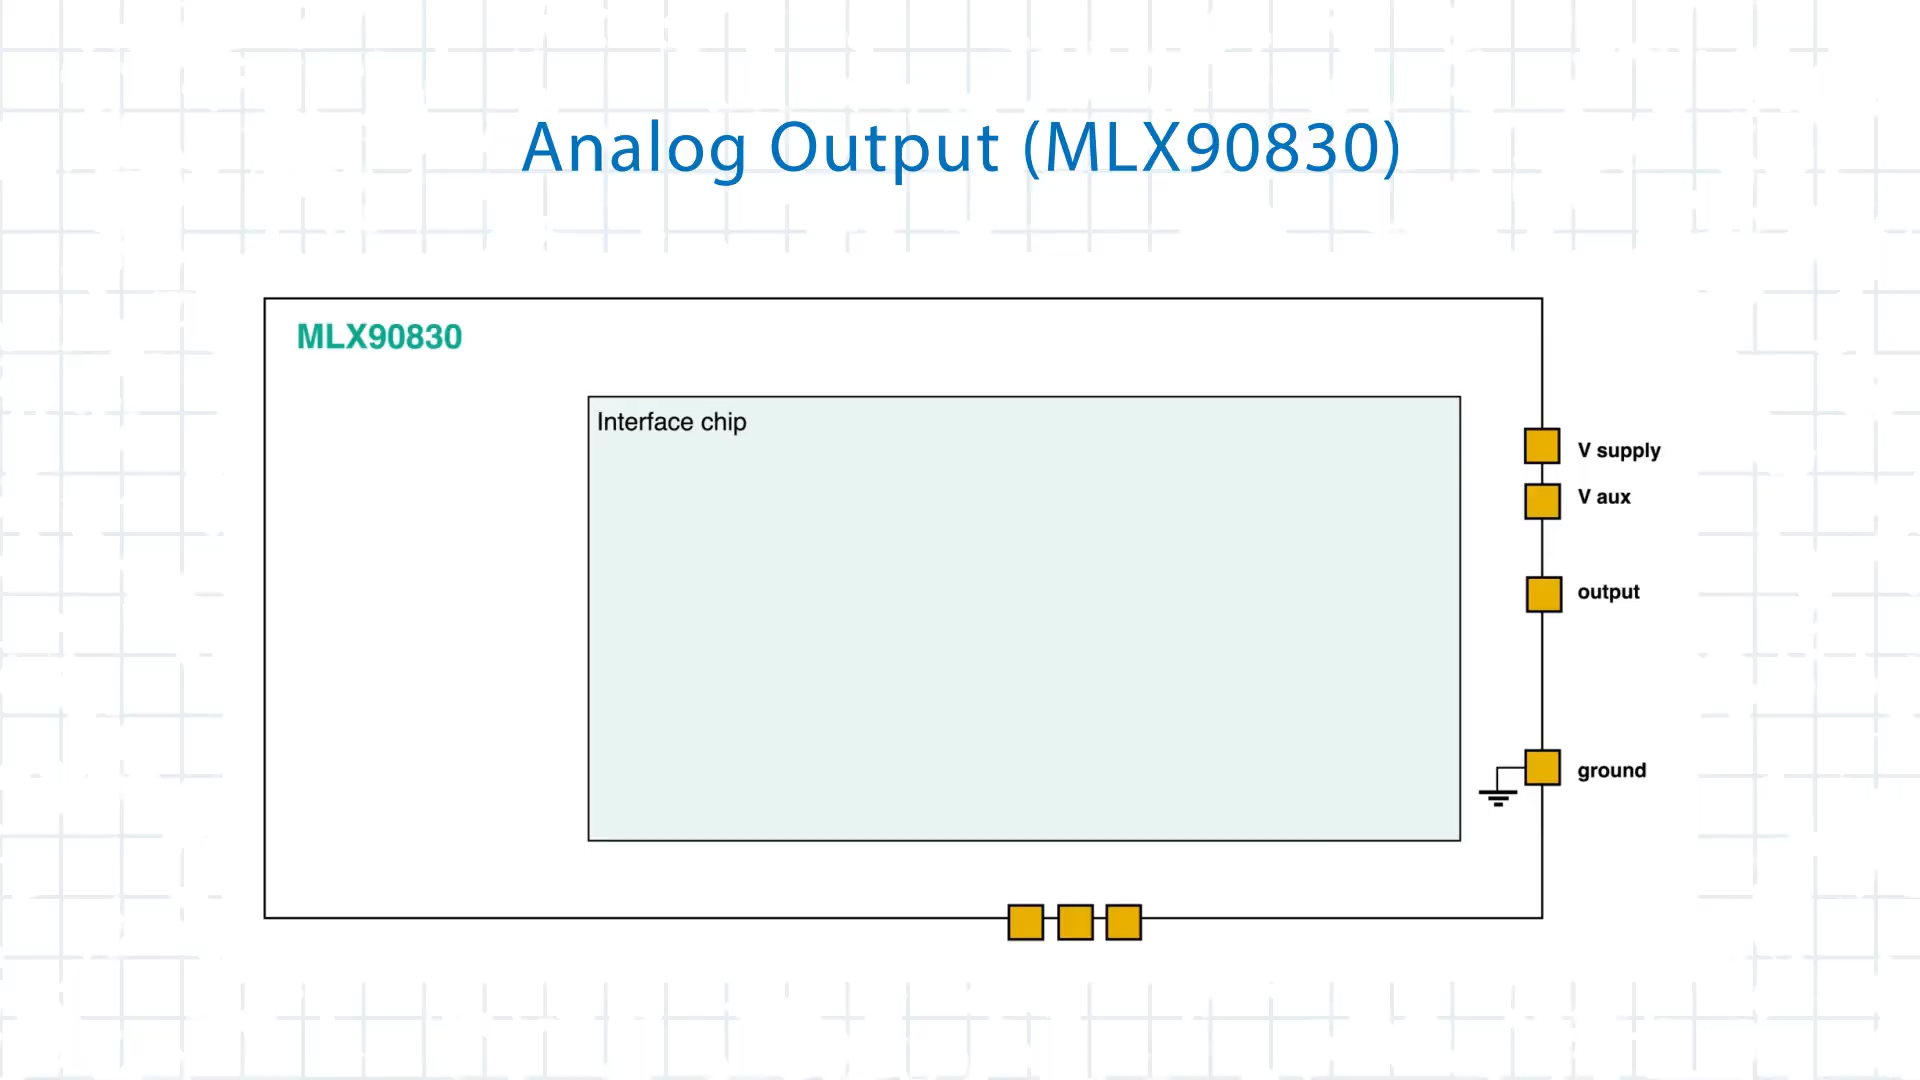 Analog Output (MLX90830)
MLX90830
Interface chip
V supply
V aux
output
ground